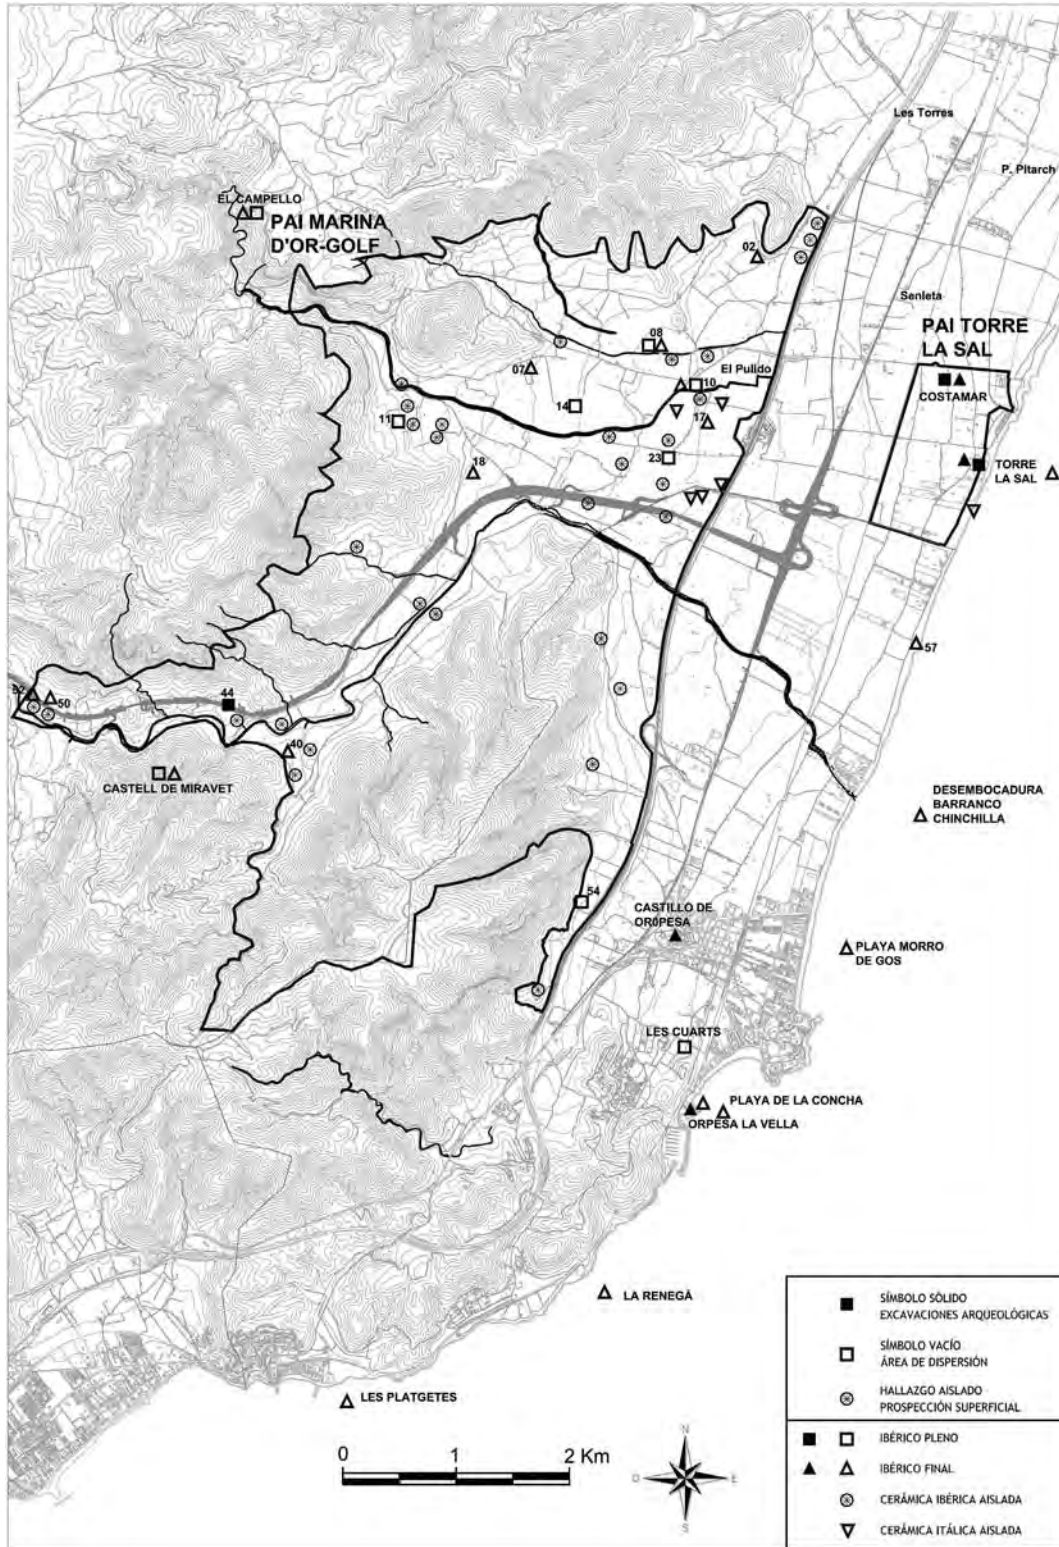 Les Torres
P. Pitarch
EL CAMPELLO
PAI MARINA
D'OR-GOLF
02
Sanleta
PAI TORRE
LA SAL
08
07
El Pulido
10
COSTAMAR
14
11
17
23
18
TORRE
LA SAL
57
52
50
44
40
CASTELL DE MIRAVET
DESEMBOCADURA
BARRANCO
CHINCHILLA
54
CASTILLO DE
OROPESA
PLAYA MORRO
DE GOS
LES CUARTS
PLAYA DE LA CONCHA
ORPESA LA VELLA
LA RENEGÀ
LES PLATGETES
0 1 2 Km
N
O E
S
SÍMBOLO SÓLIDO
EXCAVACIONES ARQUEOLÓGICAS
SÍMBOLO VACÍO
ÁREA DE DISPERSIÓN
HALLAZGO AISLADO
PROSPECCIÓN SUPERFICIAL
IBÉRICO PLENO
IBÉRICO FINAL
CERÁMICA IBÉRICA AISLADA
CERÁMICA ITÁLICA AISLADA